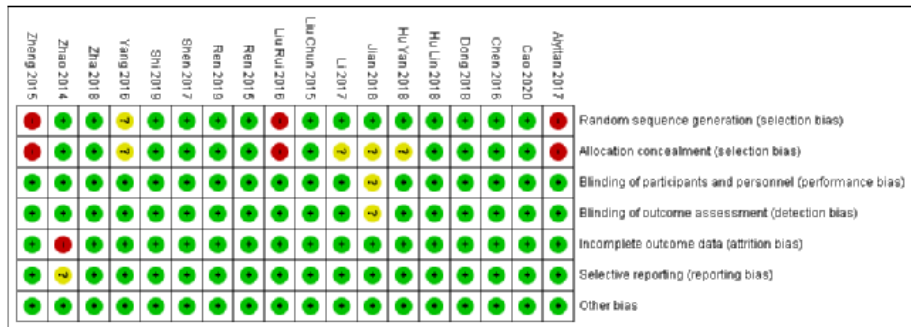 Zheng 2015
Zhao 2014
Zha 2018
Yang 2016
Shi 2019
Shen 2017
Ren 2019
Ren 2015
Liu Rui 2016
Liu Chun 2015
Li 2017
Jian 2018
Hu Yan 2018
Hu Lin 2018
Dong 2018
Chen 2016
Cao 2020
- + + ? + + + + - + + + + + + + + - Random sequence generation (selection bias)
- + + ? + + + + - + ? ? ? + + + + - Allocation concealment (selection bias)
+ + + + + + + + + + + ? + + + + + + Blinding of participants and personnel (performance bias)
+ + + + + + + + + + + ? + + + + + + Blinding of outcome assessment (detection bias)
+ - + + + + + + + + + + + + + + + + Incomplete outcome data (attrition bias)
+ ? + + + + + + + + + + + + + + + + Selective reporting (reporting bias)
+ + + + + + + + + + + + + + + + + + Other bias